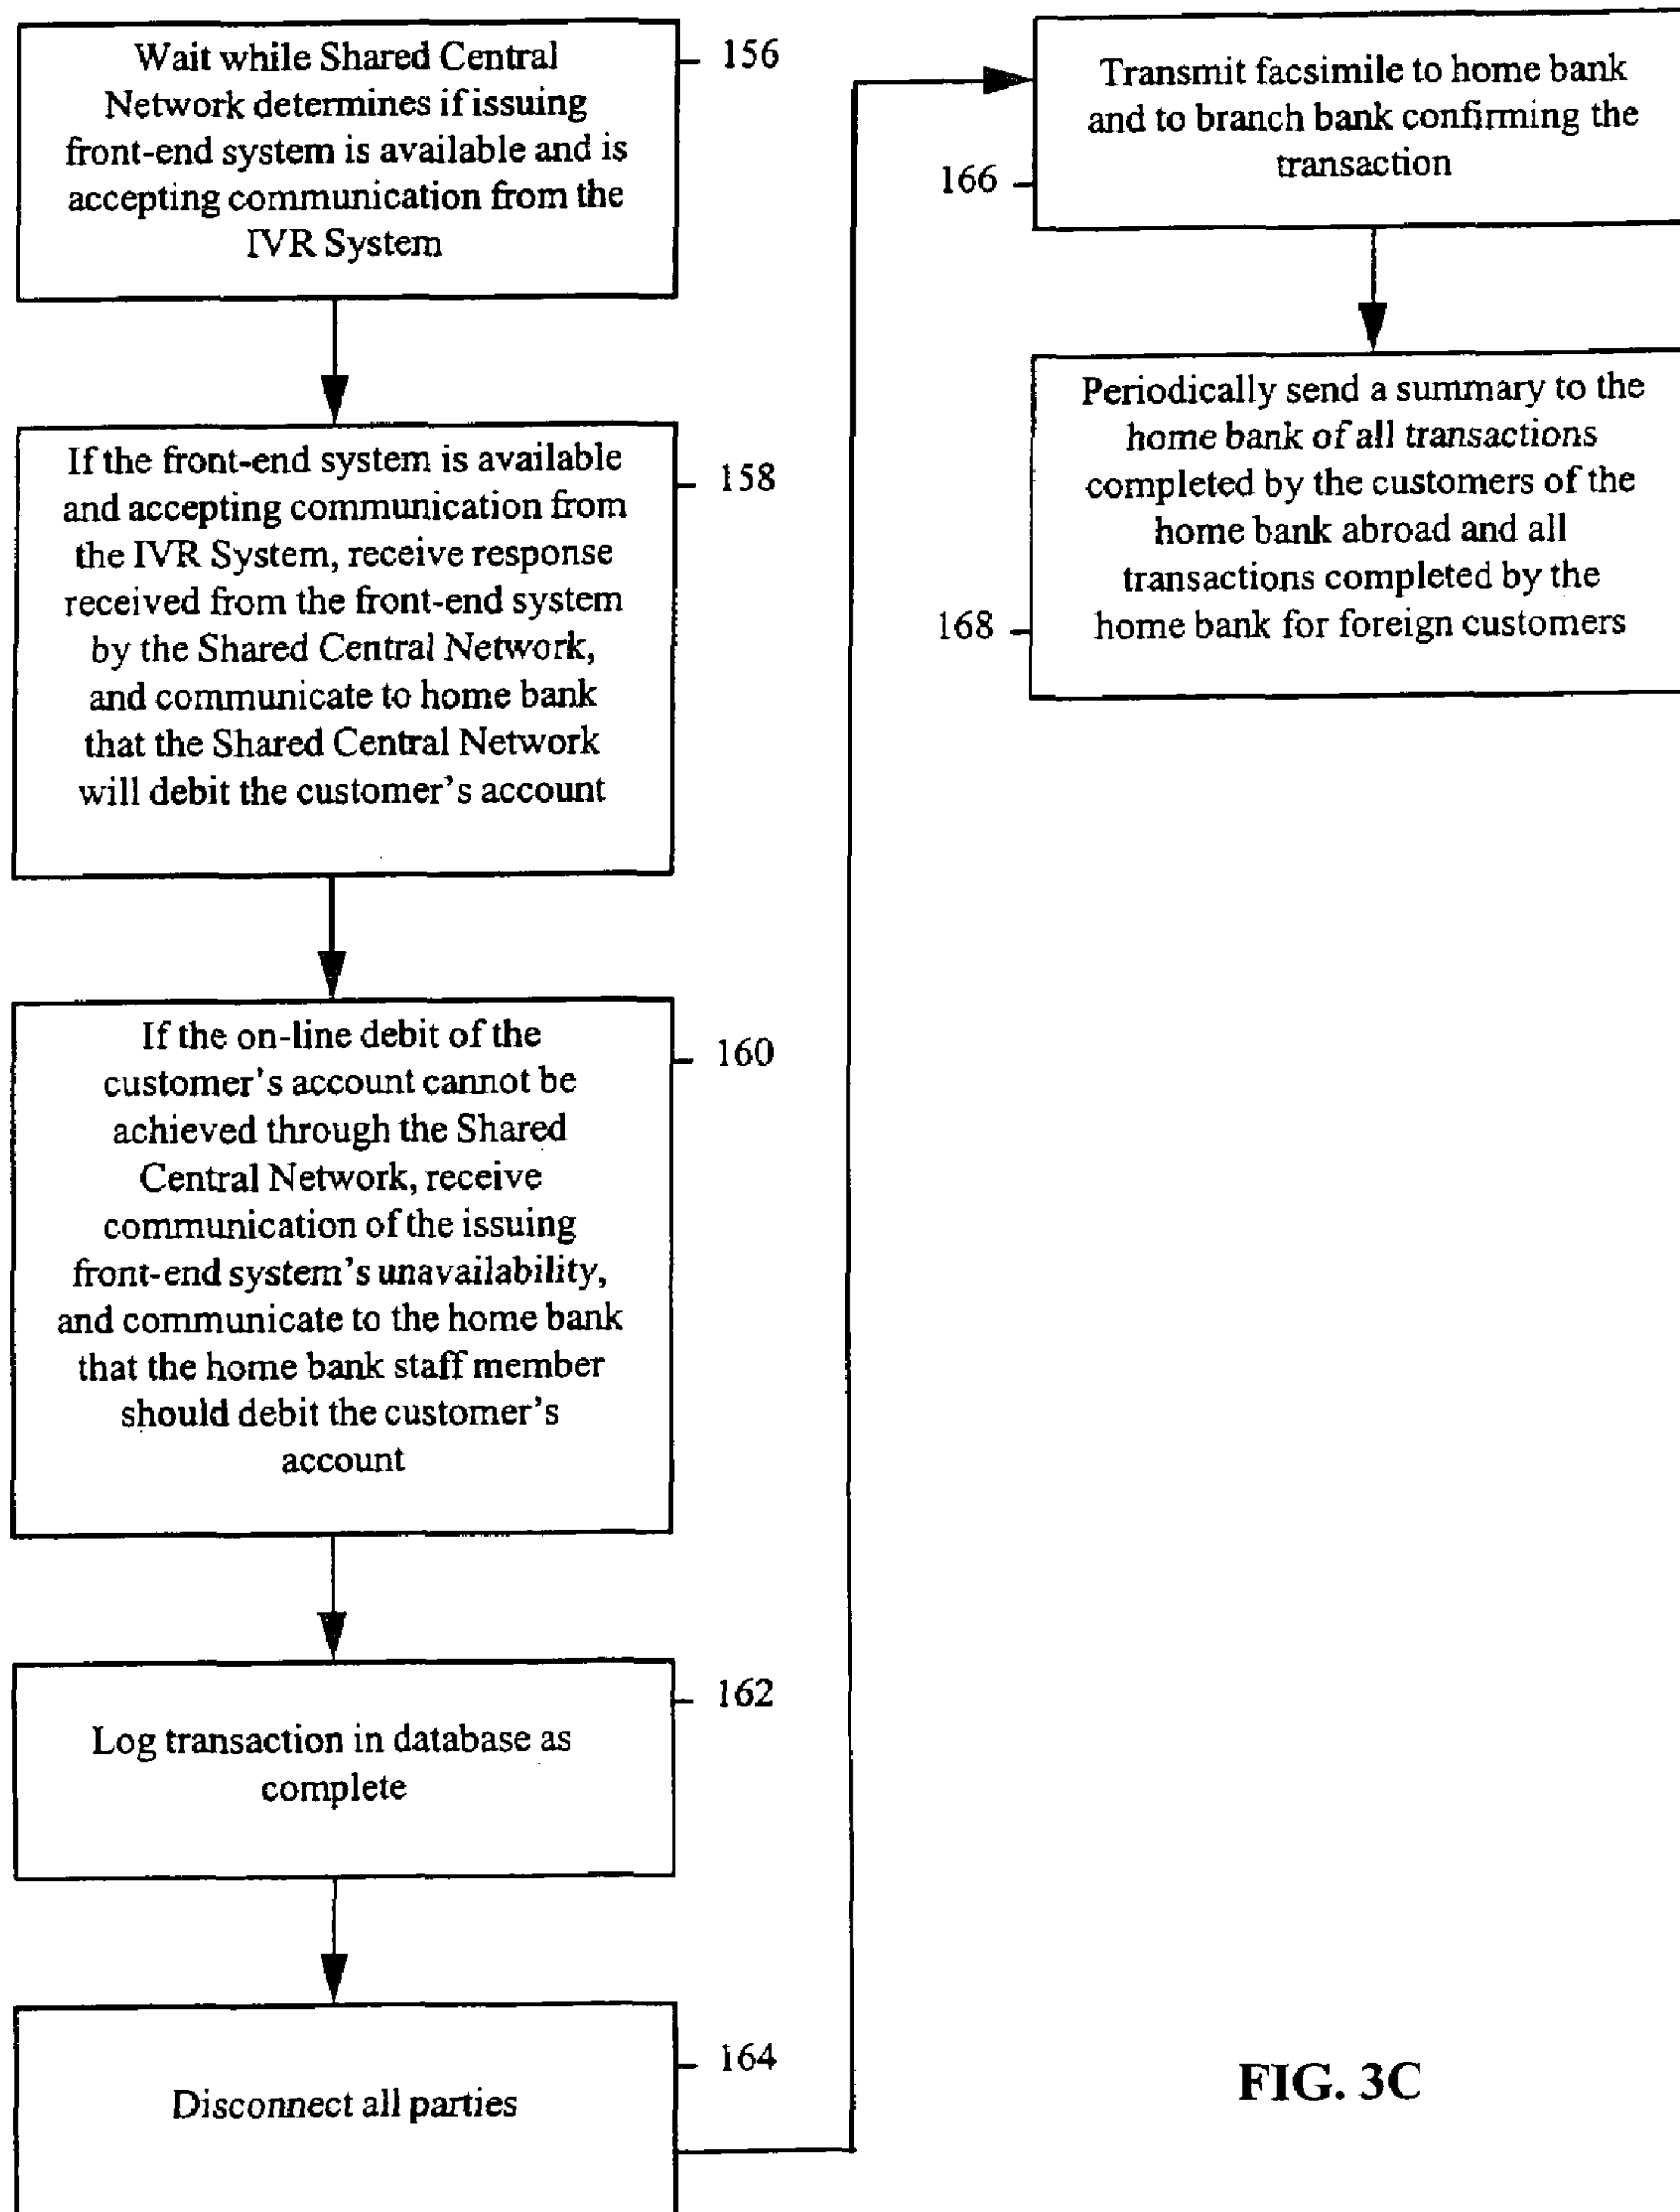 Wait while Shared Central
Network determines if issuing
front-end system is available and is
accepting communication from the
IVR System
156
If the front-end system is available
and accepting communication from
the IVR System, receive response
received from the front-end system
by the Shared Central Network,
and communicate to home bank
that the Shared Central Network
will debit the customer's account
158
If the on-line debit of the
customer's account cannot be
achieved through the Shared
Central Network, receive
communication of the issuing
front-end system's unavailability,
and communicate to the home bank
that the home bank staff member
should debit the customer's
account
160
Log transaction in database as
complete
162
Disconnect all parties
164
Transmit facsimile to home bank
and to branch bank confirming the
transaction
166
Periodically send a summary to the
home bank of all transactions
completed by the customers of the
home bank abroad and all
transactions completed by the
home bank for foreign customers
168
FIG. 3C